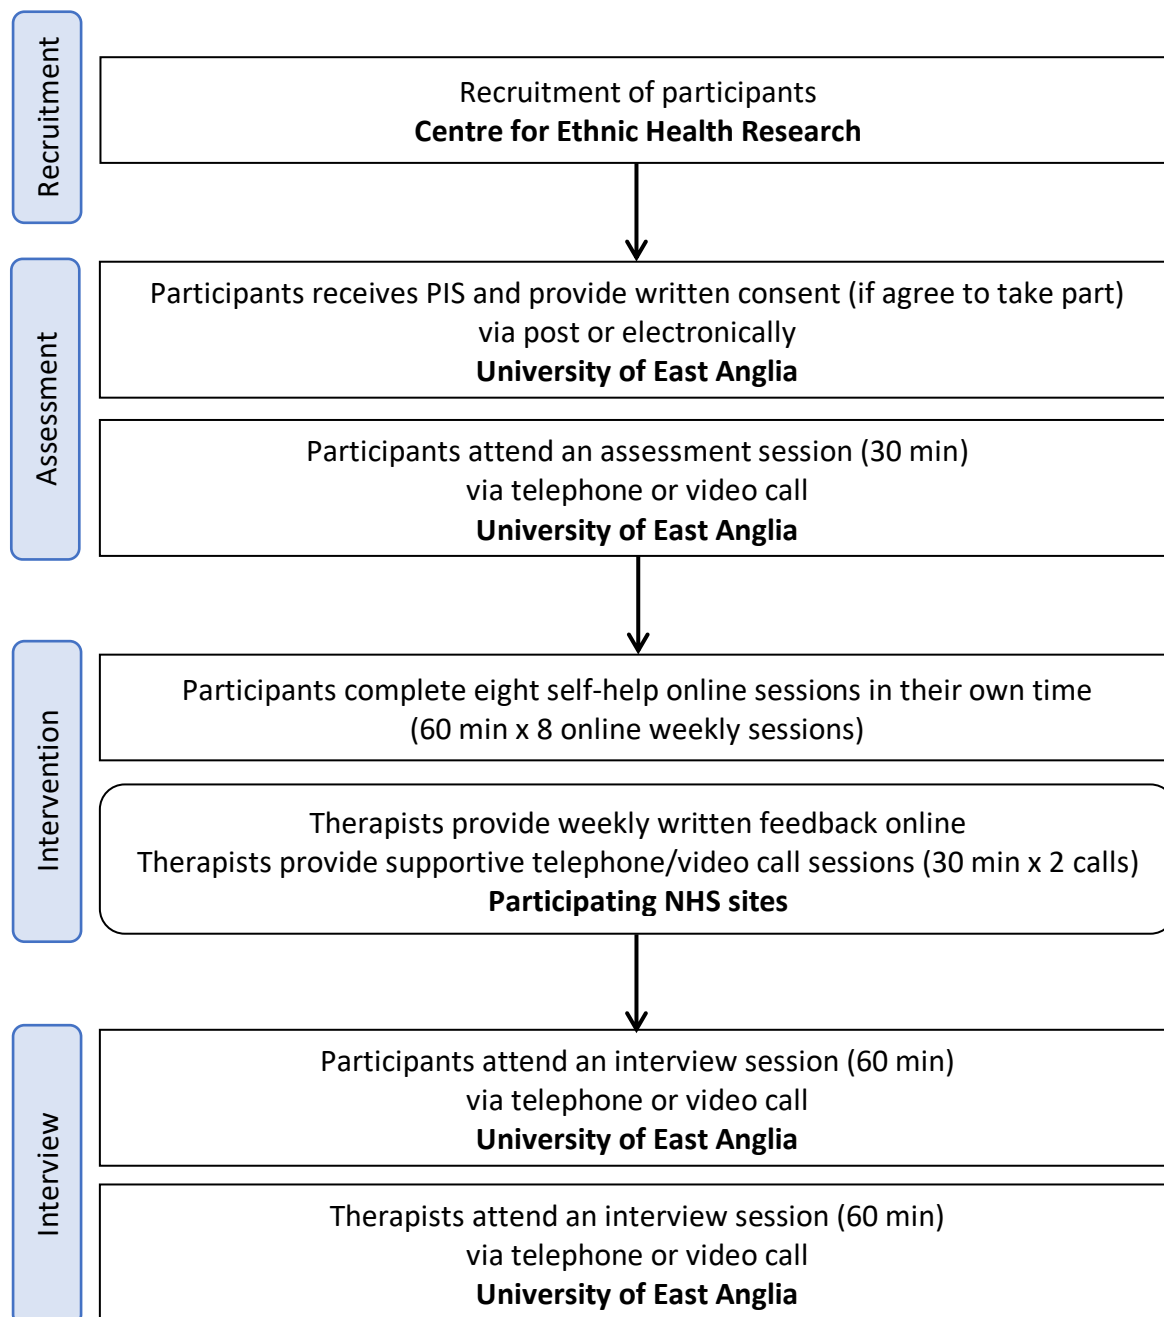 Recruitment
Recruitment of participants
Centre for Ethnic Health Research
Assessment
Participants receives PIS and provide written consent (if agree to take part)
via post or electronically
University of East Anglia
Participants attend an assessment session (30 min)
via telephone or video call
University of East Anglia
Intervention
Participants complete eight self-help online sessions in their own time
(60 min x 8 online weekly sessions)
Therapists provide weekly written feedback online
Therapists provide supportive telephone/video call sessions (30 min x 2 calls)
Participating NHS sites
Interview
Participants attend an interview session (60 min)
via telephone or video call
University of East Anglia
Therapists attend an interview session (60 min)
via telephone or video call
University of East Anglia